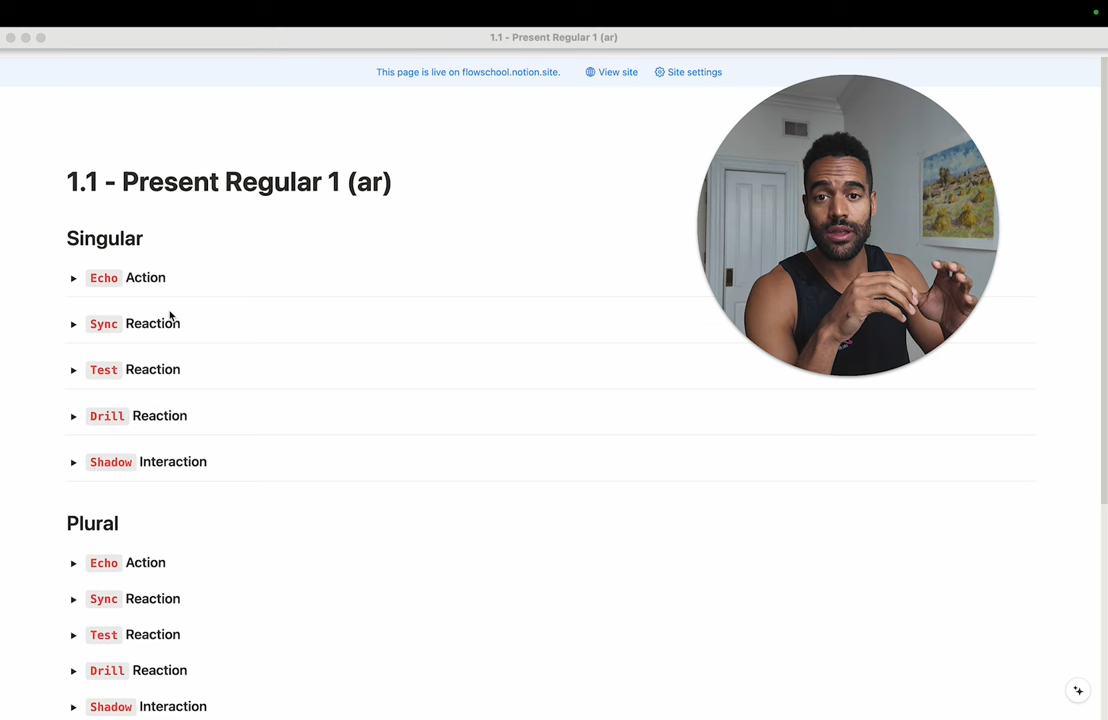 1.1 - Present Regular 1 (ar)
This page is live on flowschool.notion.site. View site Site settings
1.1 - Present Regular 1 (ar)
Singular
Echo Action
Sync Reaction
Test Reaction
Drill Reaction
Shadow Interaction
Plural
Echo Action
Sync Reaction
Test Reaction
Drill Reaction
Shadow Interaction